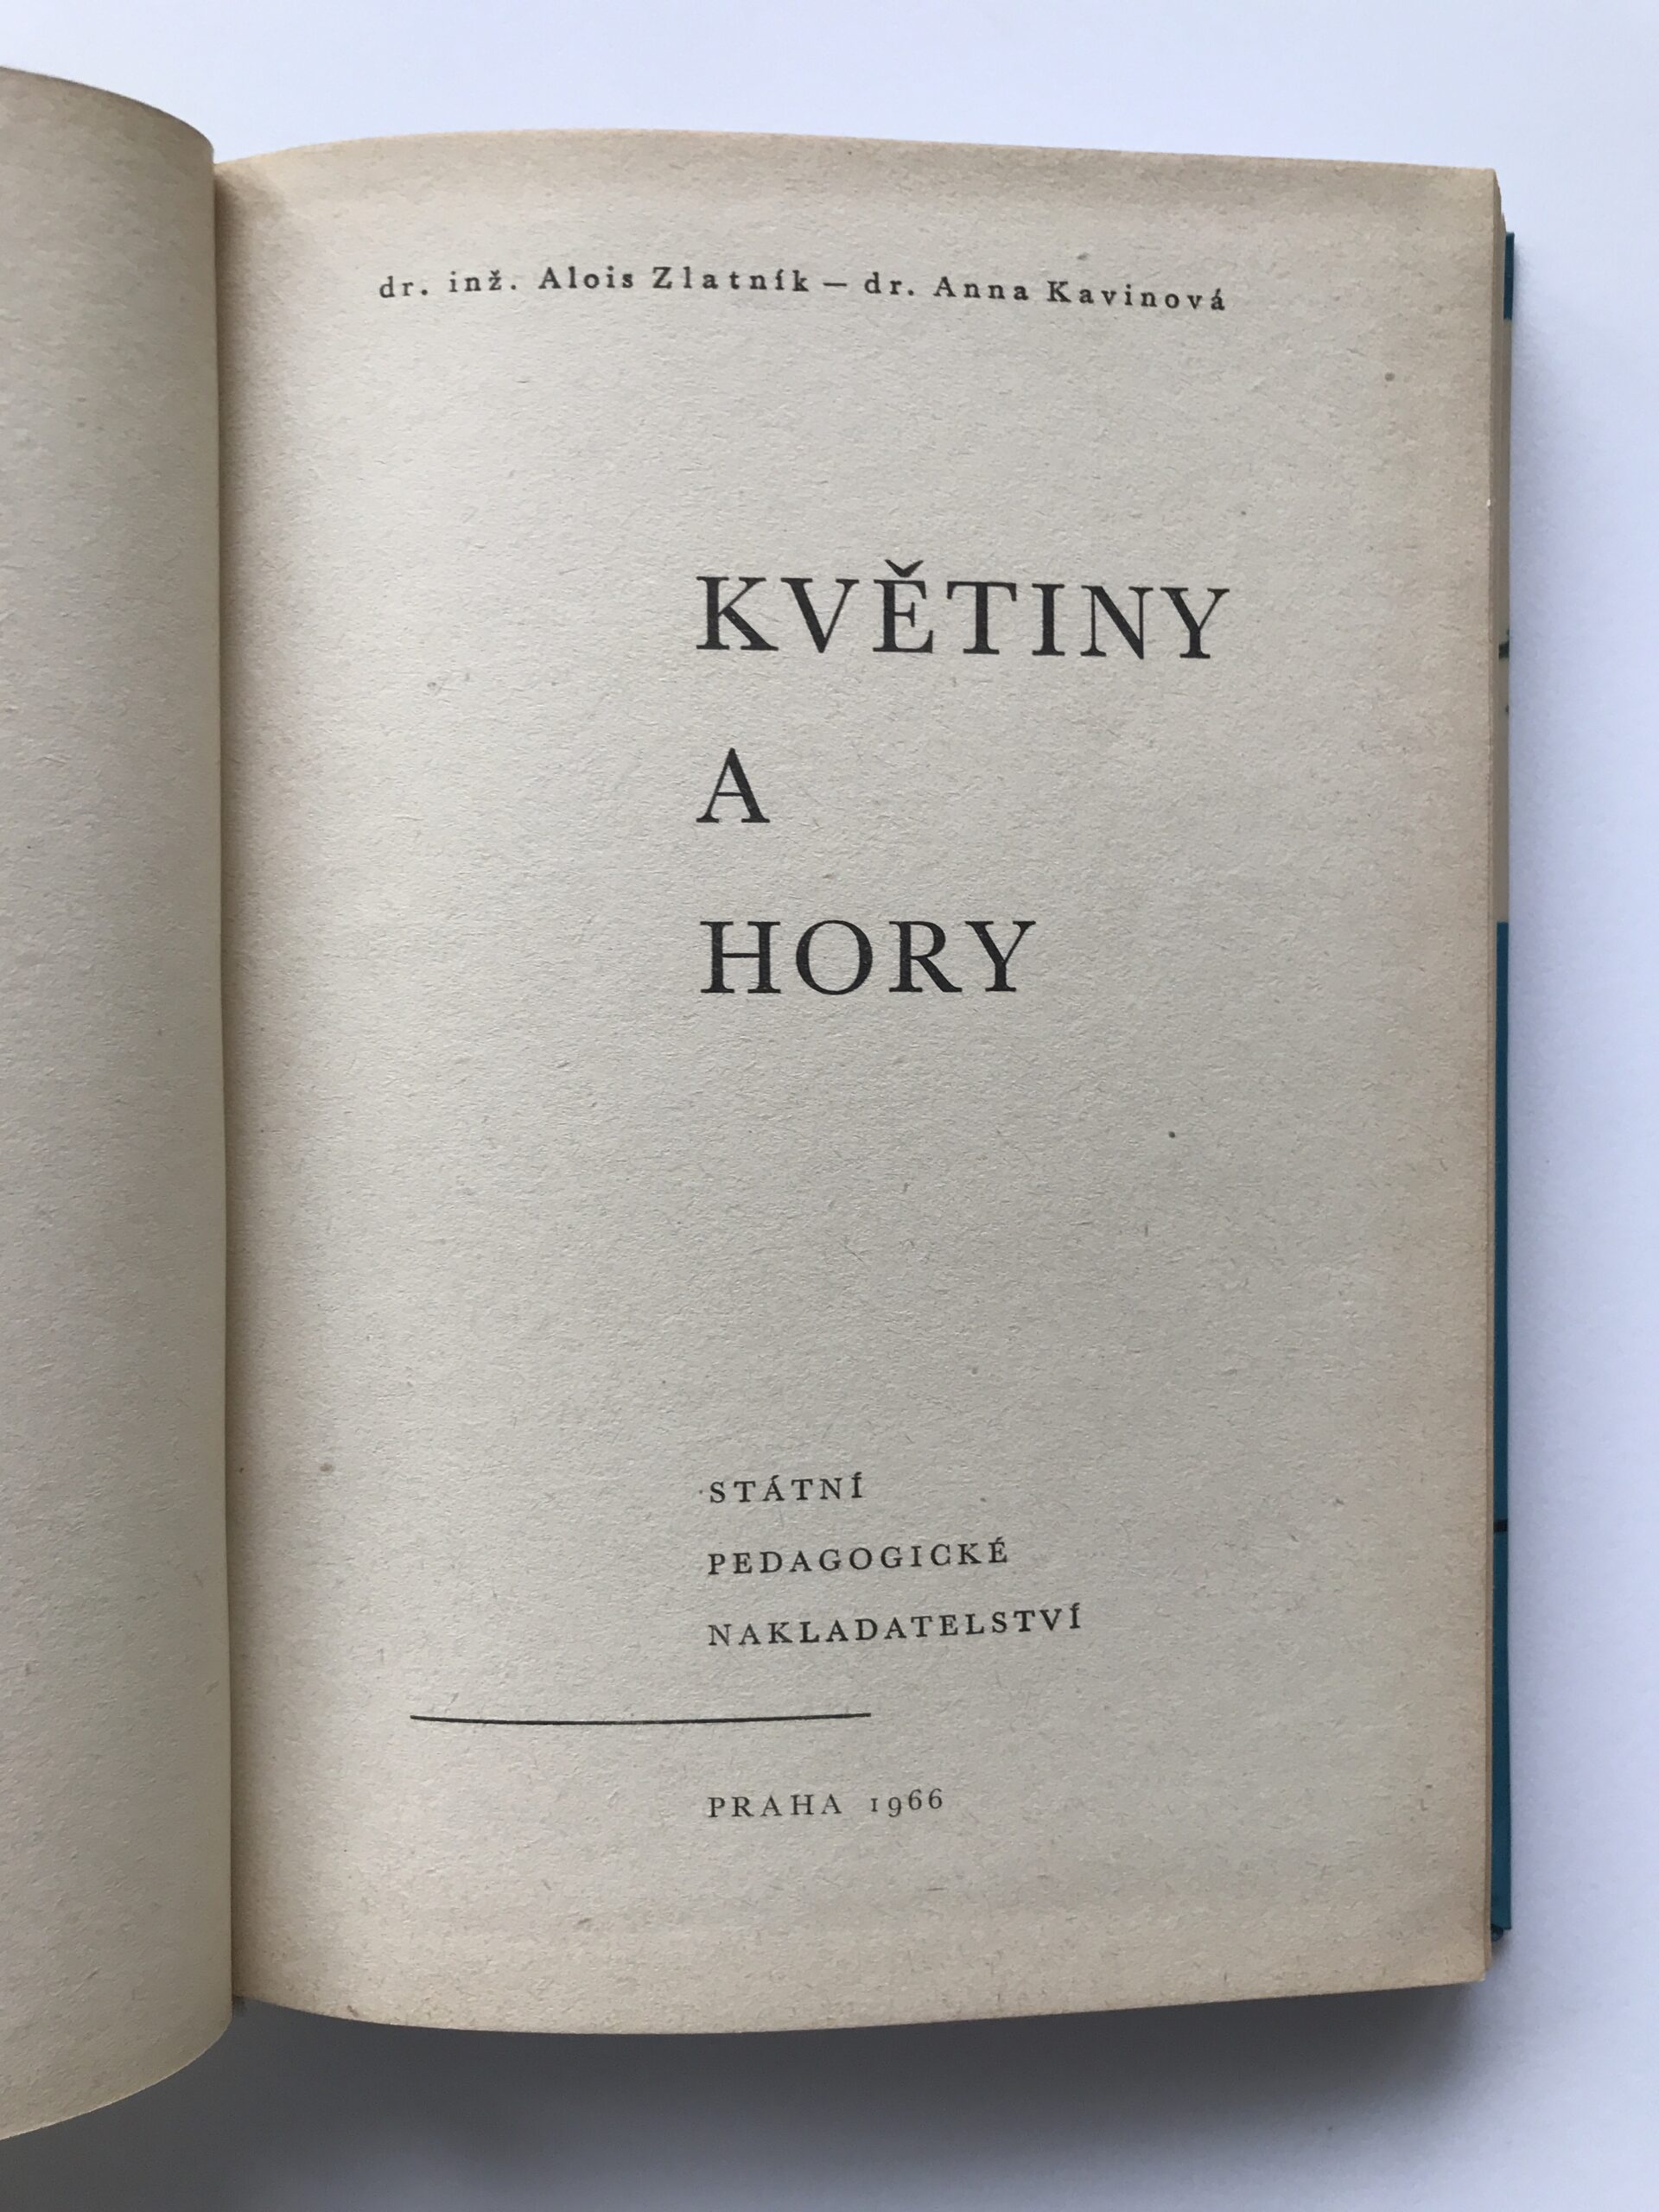 dr. inž. Alois Zlatník — dr. Anna Kavinová
KVĚTINY
A
HORY
STÁTNÍ
PEDAGOGICKÉ
NAKLADATELSTVÍ
PRAHA 1966